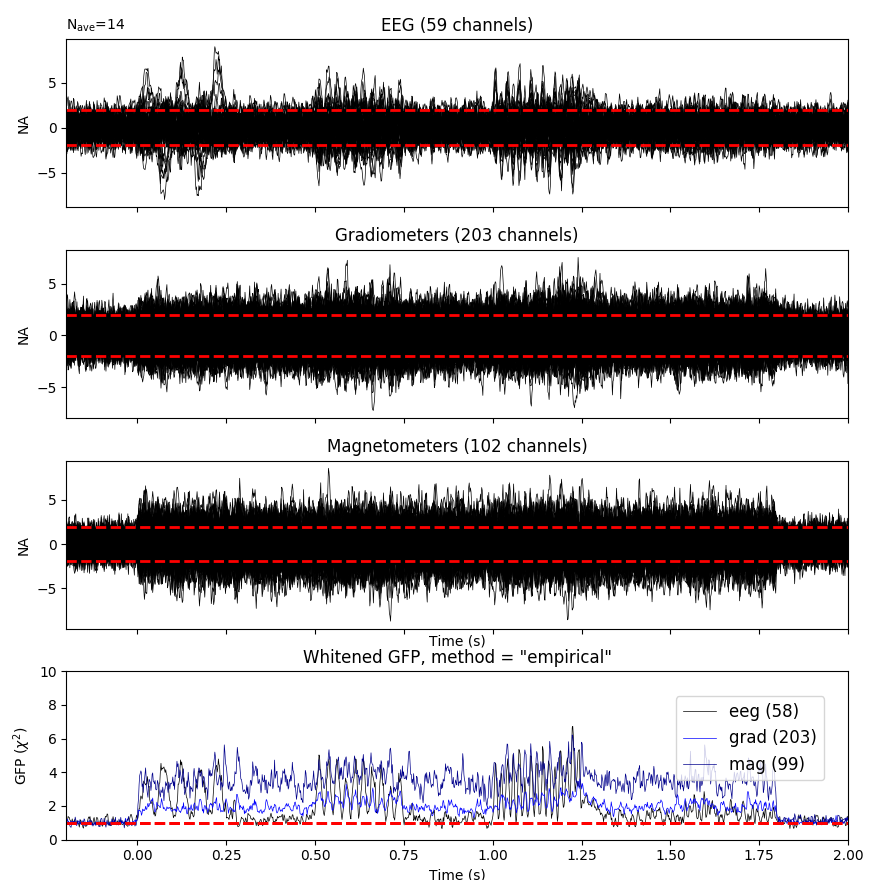 N_ave=14
EEG (59 channels)
5
0
−5
NA
Gradiometers (203 channels)
5
0
−5
NA
Magnetometers (102 channels)
5
0
−5
NA
Time (s)
Whitened GFP, method = "empirical"
10
8
6
4
2
0
GFP (χ²)
eeg (58)
grad (203)
mag (99)
0.00 0.25 0.50 0.75 1.00 1.25 1.50 1.75 2.00
Time (s)